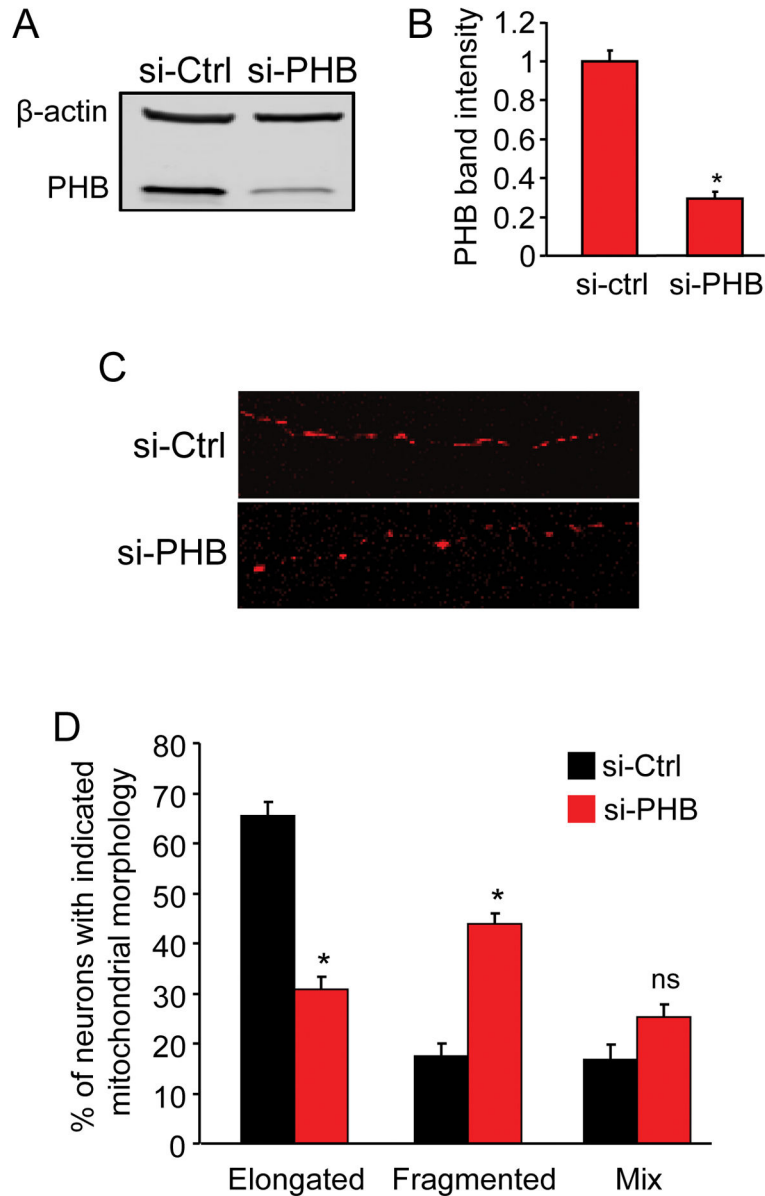 A
si-Ctrl si-PHB
β-actin
PHB
B
PHB band intensity
1.2
1
0.8
0.6
0.4
0.2
0
*
si-ctrl si-PHB
C
si-Ctrl
si-PHB
D
% of neurons with indicated
mitochondrial morphology
80
70
60
50
40
30
20
10
0
si-Ctrl
si-PHB
*
*
ns
Elongated Fragmented Mix